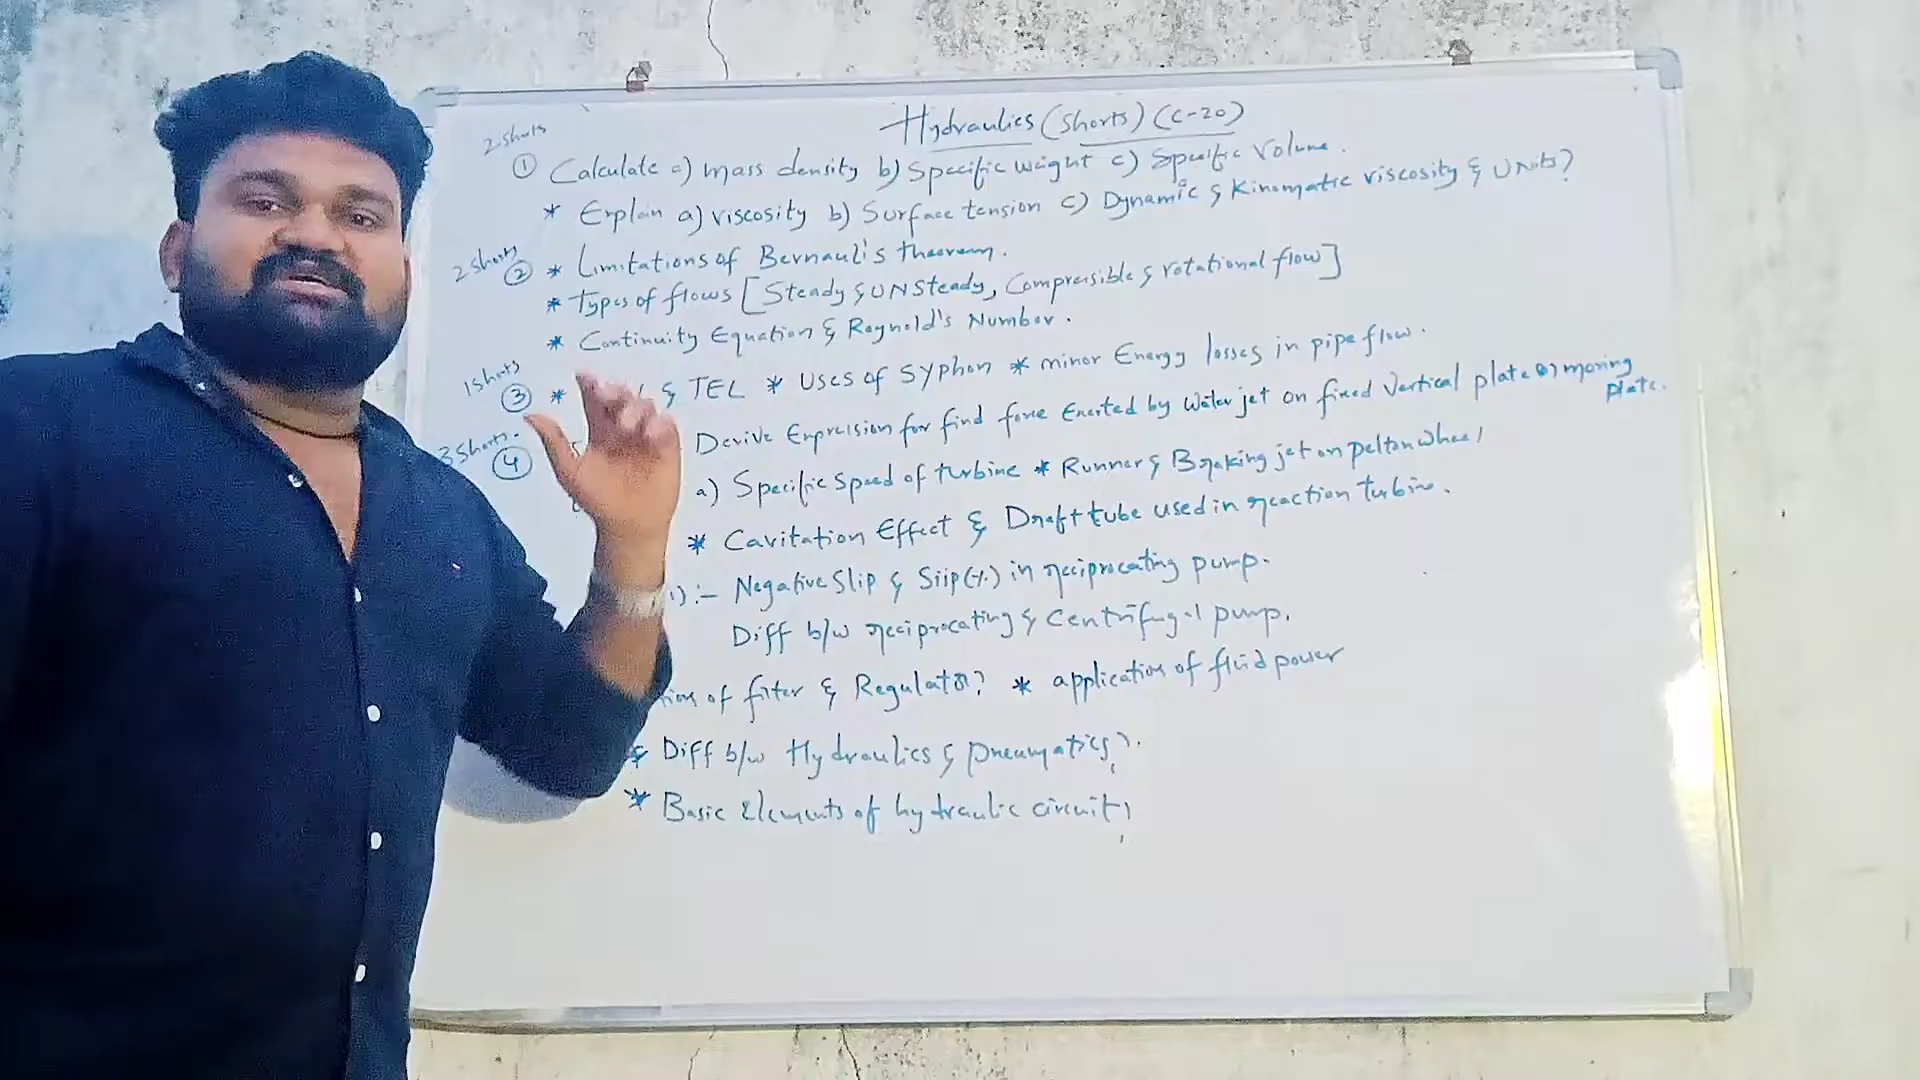 Hydraulics (shorts) (C-20)
2 shorts
① Calculate a) mass density b) Specific weight c) Specific Volume.
* Explain a) viscosity b) Surface tension c) Dynamic & Kinomatic viscosity & UNits?
2 shorts
② * Limitations of Bernauli's theorem.
* Types of flows [Steady & UNSteady, Compressible & rotational flow]
* Continuity Equation & Raynold's Number.
1 shorts
③ * & TEL * Uses of Syphon * minor Energy losses in pipe flow.
3 shorts.
④ Derive Expression for find force Exerted by Water jet on fixed Vertical plate or moving plate.
a) Specific Speed of turbine * Runner & Breaking jet on pelton wheel
* Cavitation Effect & Draft tube used in reaction turbine.
1) :- Negative Slip & Slip (%) in reciprocating pump.
Diff b/w reciprocating & Centrifugal pump.
of filter & Regulator? * application of fluid power
& Diff b/w Hydraulics & pneumatics?
* Basic Elements of hydraulic circuit,